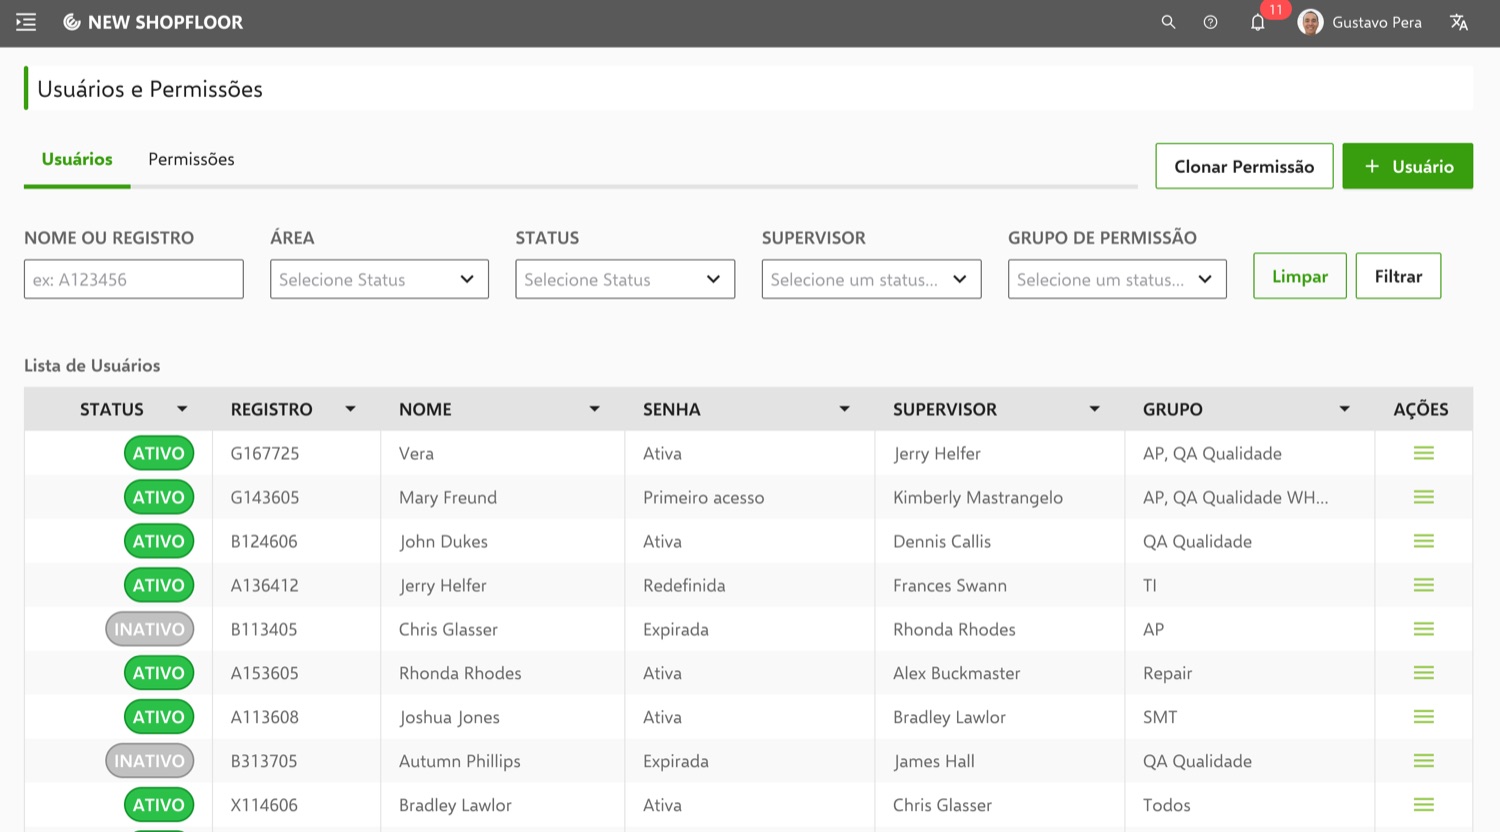 NEW SHOPFLOOR
11
Gustavo Pera
Usuários e Permissões
Usuários Permissões
Clonar Permissão + Usuário
NOME OU REGISTRO ÁREA STATUS SUPERVISOR GRUPO DE PERMISSÃO
ex: A123456 Selecione Status Selecione Status Selecione um status... Selecione um status... Limpar Filtrar
Lista de Usuários
STATUS REGISTRO NOME SENHA SUPERVISOR GRUPO AÇÕES
ATIVO G167725 Vera Ativa Jerry Helfer AP, QA Qualidade
ATIVO G143605 Mary Freund Primeiro acesso Kimberly Mastrangelo AP, QA Qualidade WH...
ATIVO B124606 John Dukes Ativa Dennis Callis QA Qualidade
ATIVO A136412 Jerry Helfer Redefinida Frances Swann TI
INATIVO B113405 Chris Glasser Expirada Rhonda Rhodes AP
ATIVO A153605 Rhonda Rhodes Ativa Alex Buckmaster Repair
ATIVO A113608 Joshua Jones Ativa Bradley Lawlor SMT
INATIVO B313705 Autumn Phillips Expirada James Hall QA Qualidade
ATIVO X114606 Bradley Lawlor Ativa Chris Glasser Todos